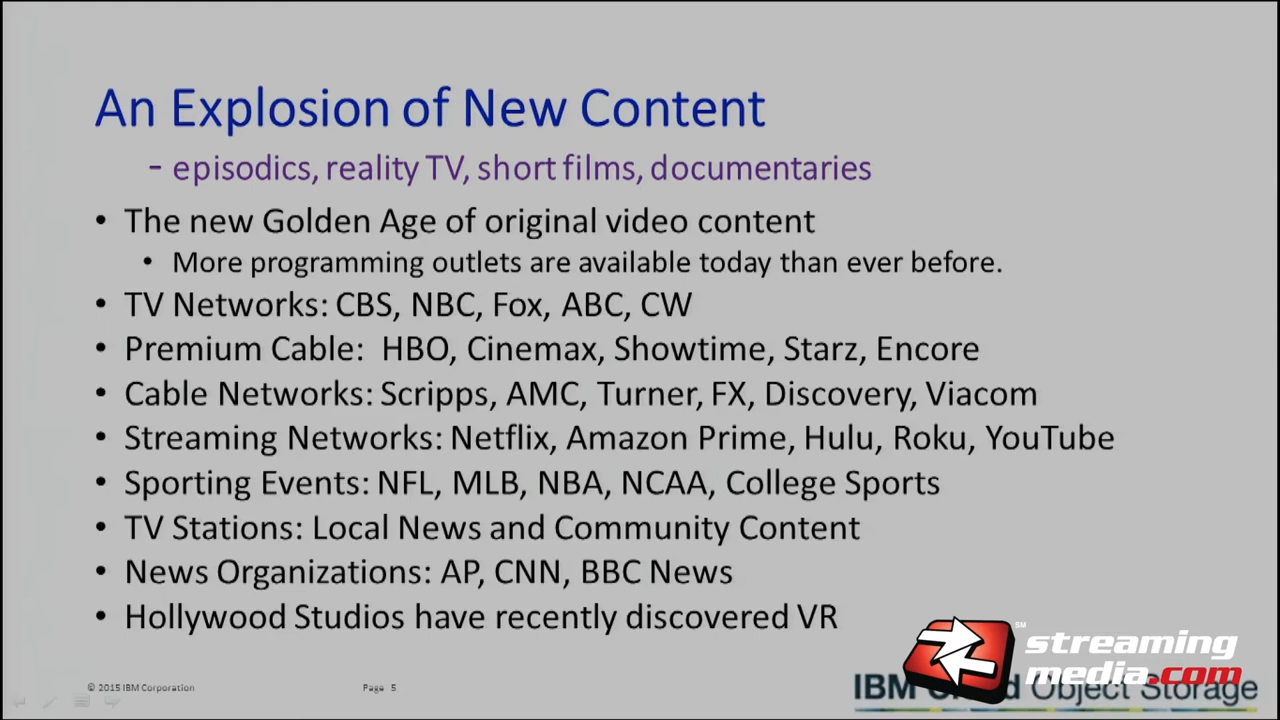 An Explosion of New Content
- episodics, reality TV, short films, documentaries
• The new Golden Age of original video content
• More programming outlets are available today than ever before.
• TV Networks: CBS, NBC, Fox, ABC, CW
• Premium Cable: HBO, Cinemax, Showtime, Starz, Encore
• Cable Networks: Scripps, AMC, Turner, FX, Discovery, Viacom
• Streaming Networks: Netflix, Amazon Prime, Hulu, Roku, YouTube
• Sporting Events: NFL, MLB, NBA, NCAA, College Sports
• TV Stations: Local News and Community Content
• News Organizations: AP, CNN, BBC News
• Hollywood Studios have recently discovered VR
SM
streaming
media.com
© 2015 IBM Corporation
Page 5
IBM Object Storage